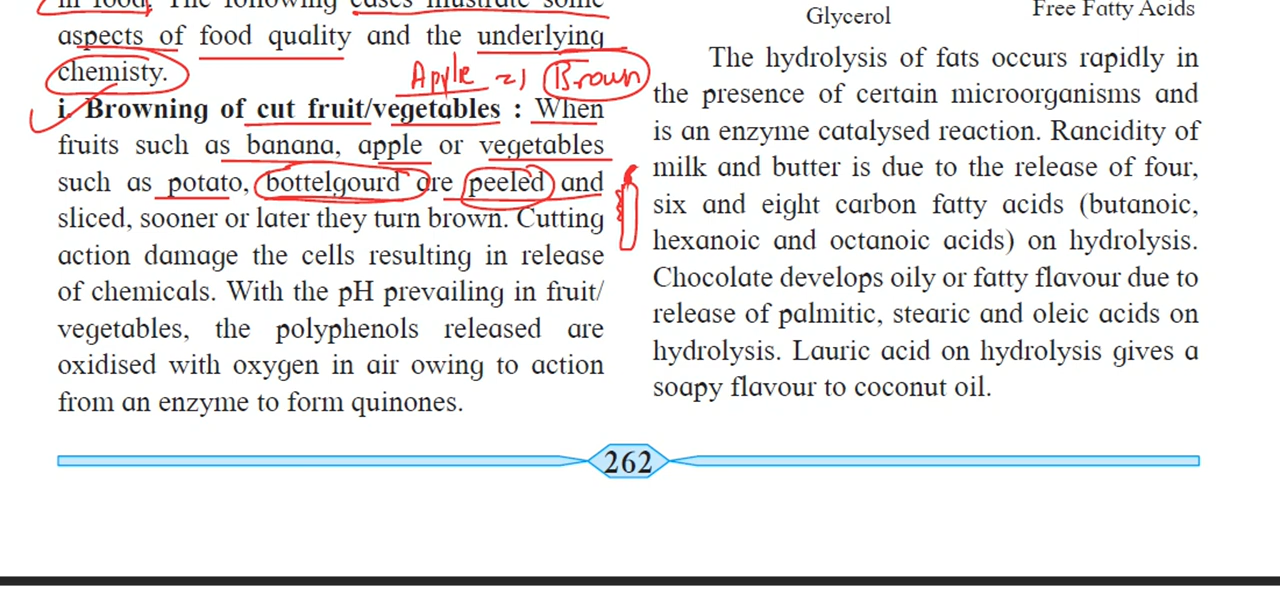 in food. The following cases illustrate some
aspects of food quality and the underlying
chemisty.
Apple => Brown
i. Browning of cut fruit/vegetables : When
fruits such as banana, apple or vegetables
such as potato, bottelgourd are peeled and
sliced, sooner or later they turn brown. Cutting
action damage the cells resulting in release
of chemicals. With the pH prevailing in fruit/
vegetables, the polyphenols released are
oxidised with oxygen in air owing to action
from an enzyme to form quinones.
Glycerol
Free Fatty Acids
The hydrolysis of fats occurs rapidly in
the presence of certain microorganisms and
is an enzyme catalysed reaction. Rancidity of
milk and butter is due to the release of four,
six and eight carbon fatty acids (butanoic,
hexanoic and octanoic acids) on hydrolysis.
Chocolate develops oily or fatty flavour due to
release of palmitic, stearic and oleic acids on
hydrolysis. Lauric acid on hydrolysis gives a
soapy flavour to coconut oil.
262